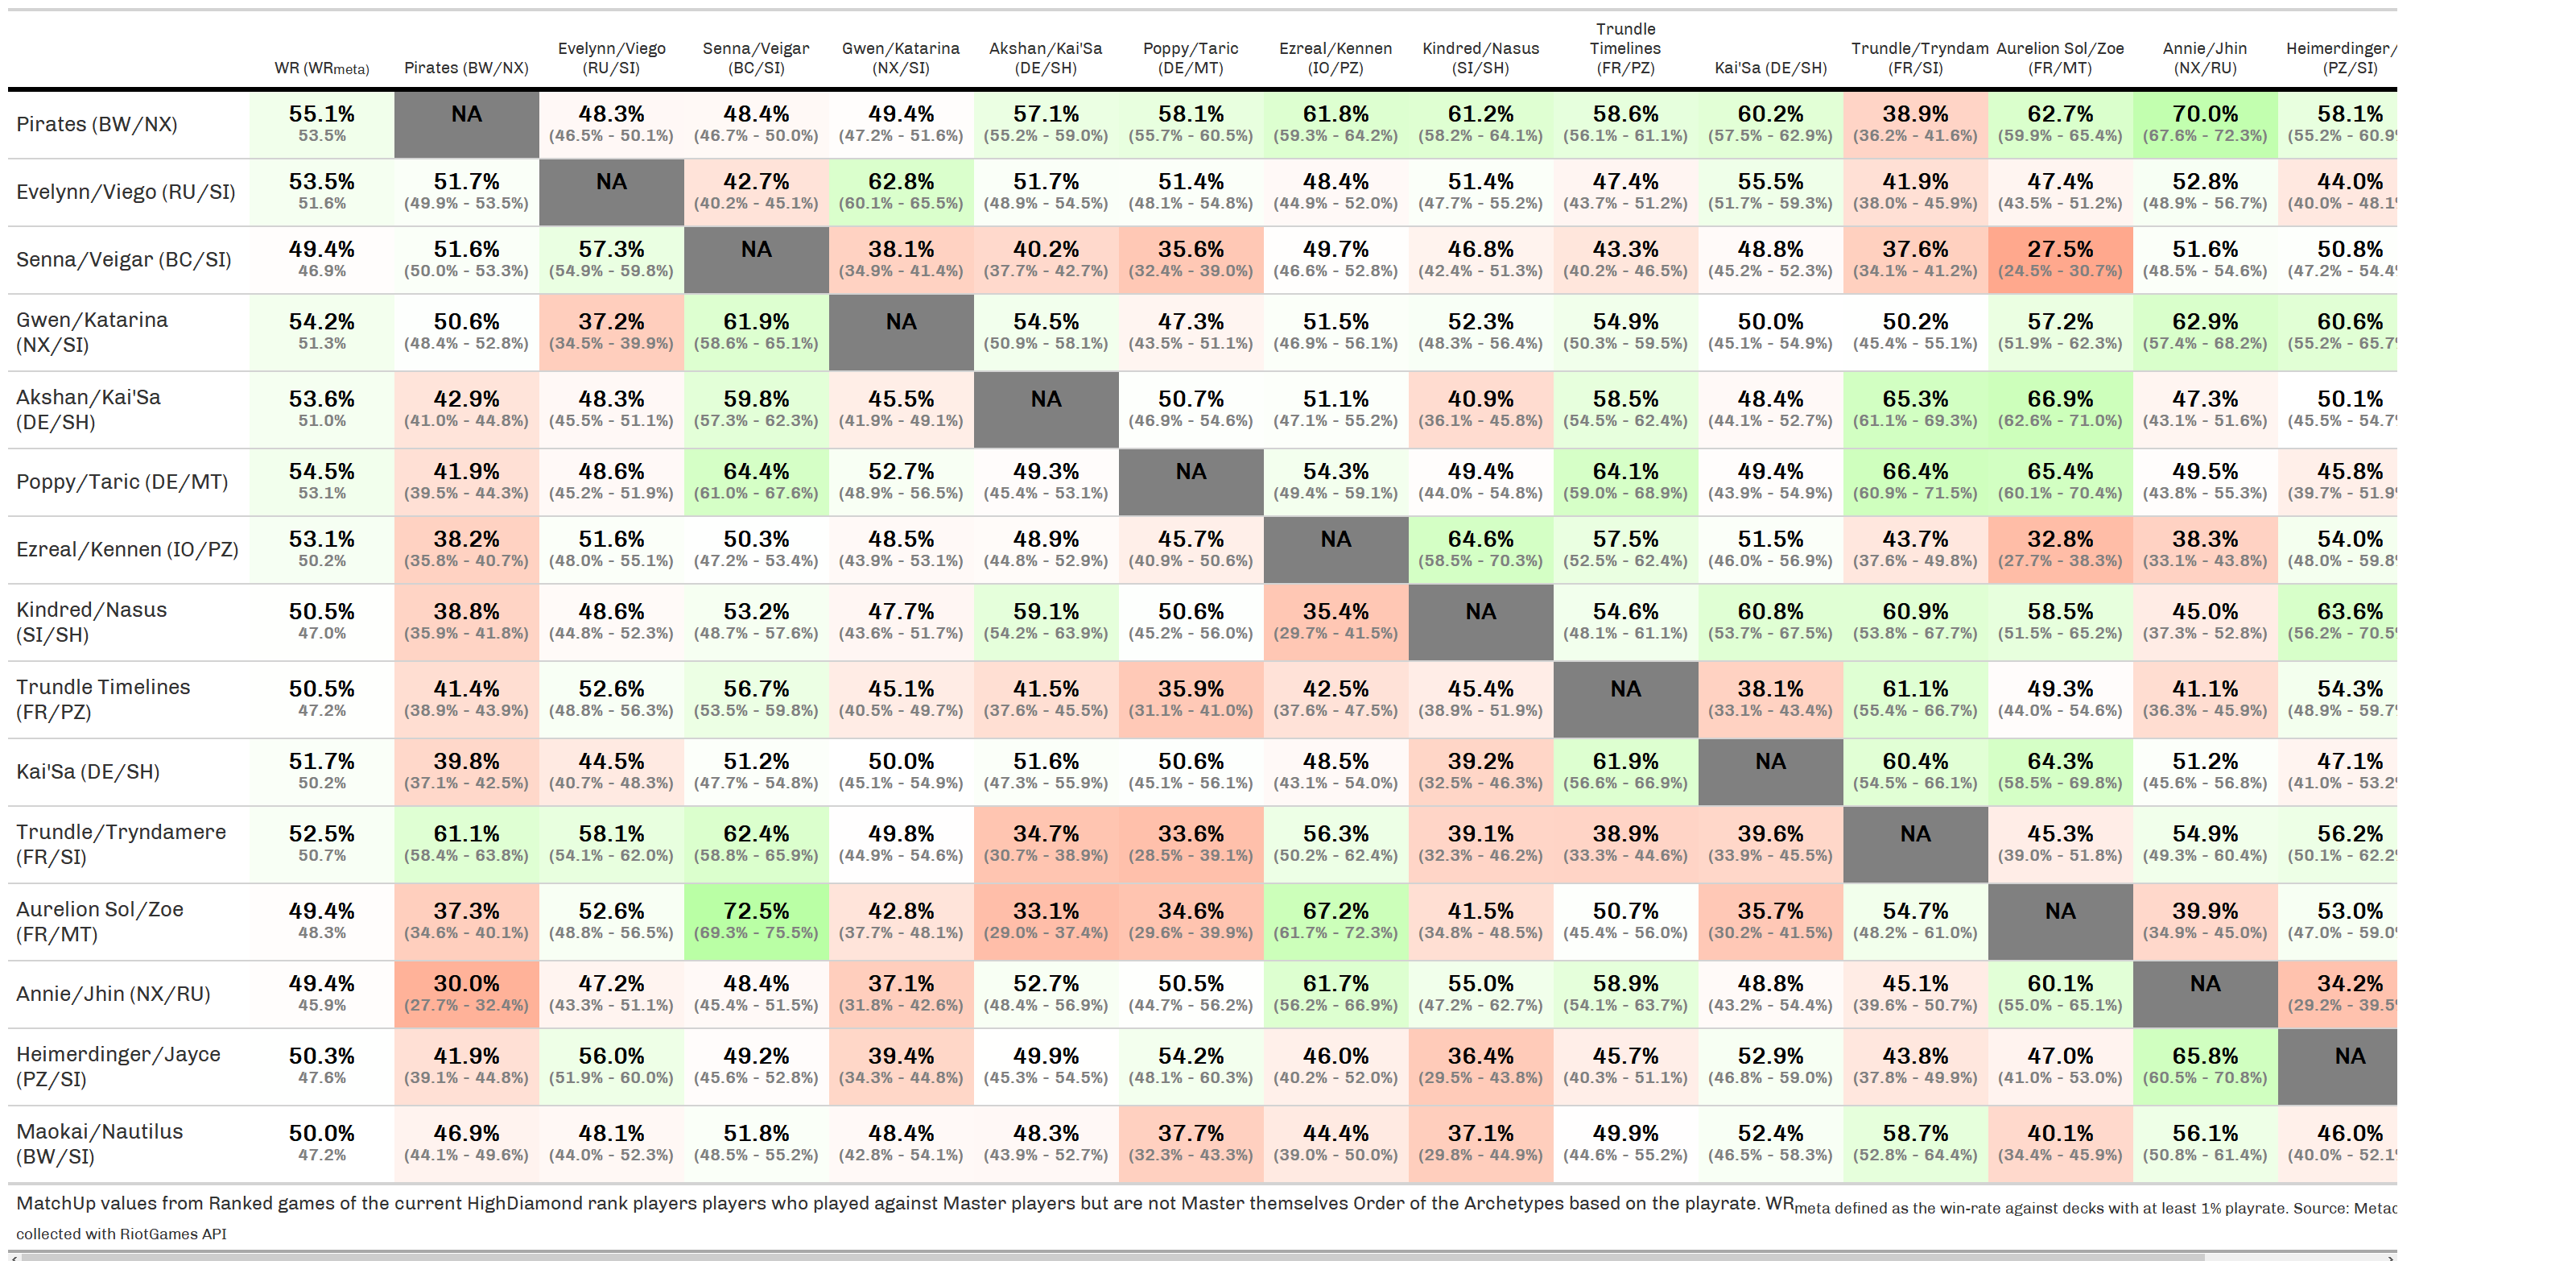 WR (WRmeta) Pirates (BW/NX) Evelynn/Viego (RU/SI) Senna/Veigar (BC/SI) Gwen/Katarina (NX/SI) Akshan/Kai'Sa (DE/SH) Poppy/Taric (DE/MT) Ezreal/Kennen (IO/PZ) Kindred/Nasus (SI/SH) Trundle Timelines (FR/PZ) Kai'Sa (DE/SH) Trundle/Tryndam (FR/SI) Aurelion Sol/Zoe (FR/MT) Annie/Jhin (NX/RU) Heimerdinger/ (PZ/SI)
Pirates (BW/NX) 55.1% NA 48.3% 48.4% 49.4% 57.1% 58.1% 61.8% 61.2% 58.6% 60.2% 38.9% 62.7% 70.0% 58.1%
53.5% (46.5% - 50.1%) (46.7% - 50.0%) (47.2% - 51.6%) (55.2% - 59.0%) (55.7% - 60.5%) (59.3% - 64.2%) (58.2% - 64.1%) (56.1% - 61.1%) (57.5% - 62.9%) (36.2% - 41.6%) (59.9% - 65.4%) (67.6% - 72.3%) (55.2% - 60.9%
Evelynn/Viego (RU/SI) 53.5% 51.7% NA 42.7% 62.8% 51.7% 51.4% 48.4% 51.4% 47.4% 55.5% 41.9% 47.4% 52.8% 44.0%
51.6% (49.9% - 53.5%) (40.2% - 45.1%) (60.1% - 65.5%) (48.9% - 54.5%) (48.1% - 54.8%) (44.9% - 52.0%) (47.7% - 55.2%) (43.7% - 51.2%) (51.7% - 59.3%) (38.0% - 45.9%) (43.5% - 51.2%) (48.9% - 56.7%) (40.0% - 48.1%
Senna/Veigar (BC/SI) 49.4% 51.6% 57.3% NA 38.1% 40.2% 35.6% 49.7% 46.8% 43.3% 48.8% 37.6% 27.5% 51.6% 50.8%
46.9% (50.0% - 53.3%) (54.9% - 59.8%) (34.9% - 41.4%) (37.7% - 42.7%) (32.4% - 39.0%) (46.6% - 52.8%) (42.4% - 51.3%) (40.2% - 46.5%) (45.2% - 52.3%) (34.1% - 41.2%) (24.5% - 30.7%) (48.5% - 54.6%) (47.2% - 54.4%
Gwen/Katarina (NX/SI) 54.2% 50.6% 37.2% 61.9% NA 54.5% 47.3% 51.5% 52.3% 54.9% 50.0% 50.2% 57.2% 62.9% 60.6%
51.3% (48.4% - 52.8%) (34.5% - 39.9%) (58.6% - 65.1%) (50.9% - 58.1%) (43.5% - 51.1%) (46.9% - 56.1%) (48.3% - 56.4%) (50.3% - 59.5%) (45.1% - 54.9%) (45.4% - 55.1%) (51.9% - 62.3%) (57.4% - 68.2%) (55.2% - 65.7%
Akshan/Kai'Sa (DE/SH) 53.6% 42.9% 48.3% 59.8% 45.5% NA 50.7% 51.1% 40.9% 58.5% 48.4% 65.3% 66.9% 47.3% 50.1%
51.0% (41.0% - 44.8%) (45.5% - 51.1%) (57.3% - 62.3%) (41.9% - 49.1%) (46.9% - 54.6%) (47.1% - 55.2%) (36.1% - 45.8%) (54.5% - 62.4%) (44.1% - 52.7%) (61.1% - 69.3%) (62.6% - 71.0%) (43.1% - 51.6%) (45.5% - 54.7%
Poppy/Taric (DE/MT) 54.5% 41.9% 48.6% 64.4% 52.7% 49.3% NA 54.3% 49.4% 64.1% 49.4% 66.4% 65.4% 49.5% 45.8%
53.1% (39.5% - 44.3%) (45.2% - 51.9%) (61.0% - 67.6%) (48.9% - 56.5%) (45.4% - 53.1%) (49.4% - 59.1%) (44.0% - 54.8%) (59.0% - 68.9%) (43.9% - 54.9%) (60.9% - 71.5%) (60.1% - 70.4%) (43.8% - 55.3%) (39.7% - 51.9%
Ezreal/Kennen (IO/PZ) 53.1% 38.2% 51.6% 50.3% 48.5% 48.9% 45.7% NA 64.6% 57.5% 51.5% 43.7% 32.8% 38.3% 54.0%
50.2% (35.8% - 40.7%) (48.0% - 55.1%) (47.2% - 53.4%) (43.9% - 53.1%) (44.8% - 52.9%) (40.9% - 50.6%) (58.5% - 70.3%) (52.5% - 62.4%) (46.0% - 56.9%) (37.6% - 49.8%) (27.7% - 38.3%) (33.1% - 43.8%) (48.0% - 59.8%
Kindred/Nasus (SI/SH) 50.5% 38.8% 48.6% 53.2% 47.7% 59.1% 50.6% 35.4% NA 54.6% 60.8% 60.9% 58.5% 45.0% 63.6%
47.0% (35.9% - 41.8%) (44.8% - 52.3%) (48.7% - 57.6%) (43.6% - 51.7%) (54.2% - 63.9%) (45.2% - 56.0%) (29.7% - 41.5%) (48.1% - 61.1%) (53.7% - 67.5%) (53.8% - 67.7%) (51.5% - 65.2%) (37.3% - 52.8%) (56.2% - 70.5%
Trundle Timelines (FR/PZ) 50.5% 41.4% 52.6% 56.7% 45.1% 41.5% 35.9% 42.5% 45.4% NA 38.1% 61.1% 49.3% 41.1% 54.3%
47.2% (38.9% - 43.9%) (48.8% - 56.3%) (53.5% - 59.8%) (40.5% - 49.7%) (37.6% - 45.5%) (31.1% - 41.0%) (37.6% - 47.5%) (38.9% - 51.9%) (33.1% - 43.4%) (55.4% - 66.7%) (44.0% - 54.6%) (36.3% - 45.9%) (48.9% - 59.7%
Kai'Sa (DE/SH) 51.7% 39.8% 44.5% 51.2% 50.0% 51.6% 50.6% 48.5% 39.2% 61.9% NA 60.4% 64.3% 51.2% 47.1%
50.2% (37.1% - 42.5%) (40.7% - 48.3%) (47.7% - 54.8%) (45.1% - 54.9%) (47.3% - 55.9%) (45.1% - 56.1%) (43.1% - 54.0%) (32.5% - 46.3%) (56.6% - 66.9%) (54.5% - 66.1%) (58.5% - 69.8%) (45.6% - 56.8%) (41.0% - 53.2%
Trundle/Tryndamere (FR/SI) 52.5% 61.1% 58.1% 62.4% 49.8% 34.7% 33.6% 56.3% 39.1% 38.9% 39.6% NA 45.3% 54.9% 56.2%
50.7% (58.4% - 63.8%) (54.1% - 62.0%) (58.8% - 65.9%) (44.9% - 54.6%) (30.7% - 38.9%) (28.5% - 39.1%) (50.2% - 62.4%) (32.3% - 46.2%) (33.3% - 44.6%) (33.9% - 45.5%) (39.0% - 51.8%) (49.3% - 60.4%) (50.1% - 62.2%
Aurelion Sol/Zoe (FR/MT) 49.4% 37.3% 52.6% 72.5% 42.8% 33.1% 34.6% 67.2% 41.5% 50.7% 35.7% 54.7% NA 39.9% 53.0%
48.3% (34.6% - 40.1%) (48.8% - 56.5%) (69.3% - 75.5%) (37.7% - 48.1%) (29.0% - 37.4%) (29.6% - 39.9%) (61.7% - 72.3%) (34.8% - 48.5%) (45.4% - 56.0%) (30.2% - 41.5%) (48.2% - 61.0%) (34.9% - 45.0%) (47.0% - 59.0%
Annie/Jhin (NX/RU) 49.4% 30.0% 47.2% 48.4% 37.1% 52.7% 50.5% 61.7% 55.0% 58.9% 48.8% 45.1% 60.1% NA 34.2%
45.9% (27.7% - 32.4%) (43.3% - 51.1%) (45.4% - 51.5%) (31.8% - 42.6%) (48.4% - 56.9%) (44.7% - 56.2%) (56.2% - 66.9%) (47.2% - 62.7%) (54.1% - 63.7%) (43.2% - 54.4%) (39.6% - 50.7%) (55.0% - 65.1%) (29.2% - 39.5%
Heimerdinger/Jayce (PZ/SI) 50.3% 41.9% 56.0% 49.2% 39.4% 49.9% 54.2% 46.0% 36.4% 45.7% 52.9% 43.8% 47.0% 65.8% NA
47.6% (39.1% - 44.8%) (51.9% - 60.0%) (45.6% - 52.8%) (34.3% - 44.8%) (45.3% - 54.5%) (48.1% - 60.3%) (40.2% - 52.0%) (29.5% - 43.8%) (40.3% - 51.1%) (46.8% - 59.0%) (37.8% - 49.9%) (41.0% - 53.0%) (60.5% - 70.8%)
Maokai/Nautilus (BW/SI) 50.0% 46.9% 48.1% 51.8% 48.4% 48.3% 37.7% 44.4% 37.1% 49.9% 52.4% 58.7% 40.1% 56.1% 46.0%
47.2% (44.1% - 49.6%) (44.0% - 52.3%) (48.5% - 55.2%) (42.8% - 54.1%) (43.9% - 52.7%) (32.3% - 43.3%) (39.0% - 50.0%) (29.8% - 44.9%) (44.6% - 55.2%) (46.5% - 58.3%) (52.8% - 64.4%) (34.4% - 45.9%) (50.8% - 61.4%) (40.0% - 52.1%
MatchUp values from Ranked games of the current HighDiamond rank players players who played against Master players but are not Master themselves Order of the Archetypes based on the playrate. WRmeta defined as the win-rate against decks with at least 1% playrate. Source:
collected with RiotGames API